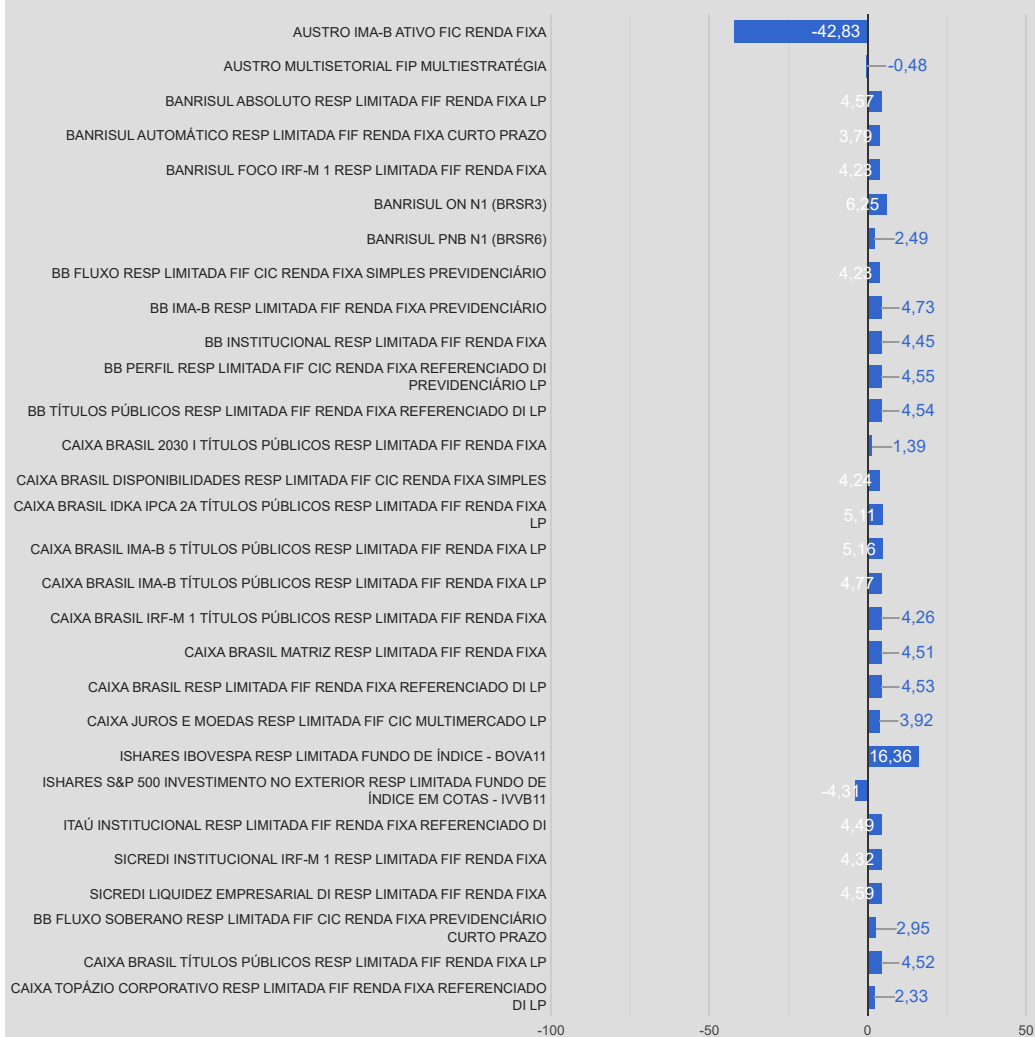 AUSTRO IMA-B ATIVO FIC RENDA FIXA
-42,83
AUSTRO MULTISETORIAL FIP MULTIESTRATÉGIA
-0,48
BANRISUL ABSOLUTO RESP LIMITADA FIF RENDA FIXA LP
4,57
BANRISUL AUTOMÁTICO RESP LIMITADA FIF RENDA FIXA CURTO PRAZO
3,79
BANRISUL FOCO IRF-M 1 RESP LIMITADA FIF RENDA FIXA
4,23
BANRISUL ON N1 (BRSR3)
6,25
BANRISUL PNB N1 (BRSR6)
2,49
BB FLUXO RESP LIMITADA FIF CIC RENDA FIXA SIMPLES PREVIDENCIÁRIO
4,23
BB IMA-B RESP LIMITADA FIF RENDA FIXA PREVIDENCIÁRIO
4,73
BB INSTITUCIONAL RESP LIMITADA FIF RENDA FIXA
4,45
BB PERFIL RESP LIMITADA FIF CIC RENDA FIXA REFERENCIADO DI
PREVIDENCIÁRIO LP
4,55
BB TÍTULOS PÚBLICOS RESP LIMITADA FIF RENDA FIXA REFERENCIADO DI LP
4,54
CAIXA BRASIL 2030 I TÍTULOS PÚBLICOS RESP LIMITADA FIF RENDA FIXA
1,39
CAIXA BRASIL DISPONIBILIDADES RESP LIMITADA FIF CIC RENDA FIXA SIMPLES
4,24
CAIXA BRASIL IDKA IPCA 2A TÍTULOS PÚBLICOS RESP LIMITADA FIF RENDA FIXA
LP
5,11
CAIXA BRASIL IMA-B 5 TÍTULOS PÚBLICOS RESP LIMITADA FIF RENDA FIXA LP
5,16
CAIXA BRASIL IMA-B TÍTULOS PÚBLICOS RESP LIMITADA FIF RENDA FIXA LP
4,77
CAIXA BRASIL IRF-M 1 TÍTULOS PÚBLICOS RESP LIMITADA FIF RENDA FIXA
4,26
CAIXA BRASIL MATRIZ RESP LIMITADA FIF RENDA FIXA
4,51
CAIXA BRASIL RESP LIMITADA FIF RENDA FIXA REFERENCIADO DI LP
4,53
CAIXA JUROS E MOEDAS RESP LIMITADA FIF CIC MULTIMERCADO LP
3,92
ISHARES IBOVESPA RESP LIMITADA FUNDO DE ÍNDICE - BOVA11
16,36
ISHARES S&P 500 INVESTIMENTO NO EXTERIOR RESP LIMITADA FUNDO DE
ÍNDICE EM COTAS - IVVB11
-4,31
ITAÚ INSTITUCIONAL RESP LIMITADA FIF RENDA FIXA REFERENCIADO DI
4,49
SICREDI INSTITUCIONAL IRF-M 1 RESP LIMITADA FIF RENDA FIXA
4,32
SICREDI LIQUIDEZ EMPRESARIAL DI RESP LIMITADA FIF RENDA FIXA
4,59
BB FLUXO SOBERANO RESP LIMITADA FIF CIC RENDA FIXA PREVIDENCIÁRIO
CURTO PRAZO
2,95
CAIXA BRASIL TÍTULOS PÚBLICOS RESP LIMITADA FIF RENDA FIXA LP
4,52
CAIXA TOPÁZIO CORPORATIVO RESP LIMITADA FIF RENDA FIXA REFERENCIADO
DI LP
2,33
-100 -50 0 50